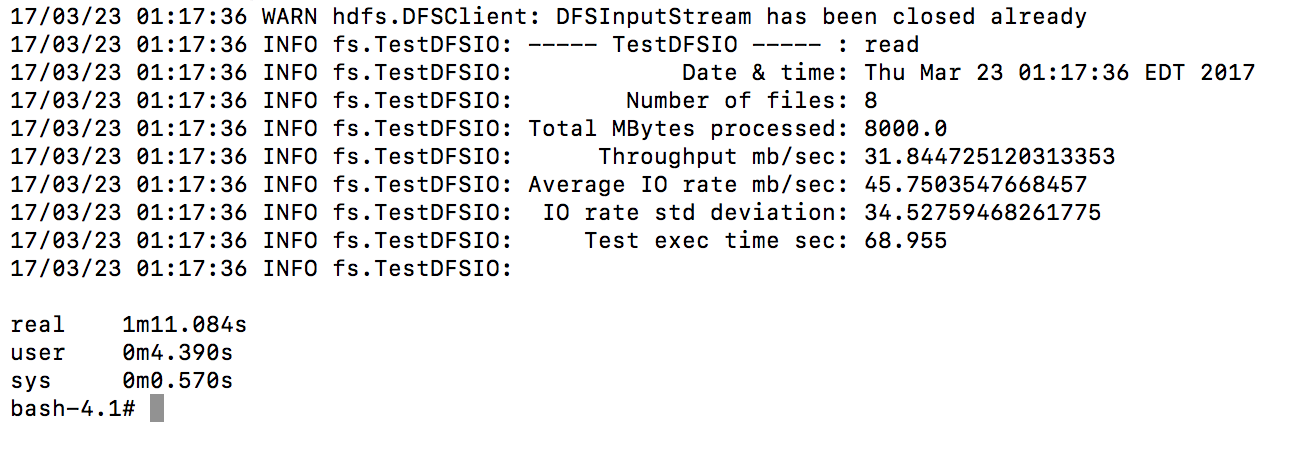 17/03/23 01:17:36 WARN hdfs.DFSClient: DFSInputStream has been closed already
17/03/23 01:17:36 INFO fs.TestDFSIO: ----- TestDFSIO ----- : read
17/03/23 01:17:36 INFO fs.TestDFSIO:            Date & time: Thu Mar 23 01:17:36 EDT 2017
17/03/23 01:17:36 INFO fs.TestDFSIO:        Number of files: 8
17/03/23 01:17:36 INFO fs.TestDFSIO: Total MBytes processed: 8000.0
17/03/23 01:17:36 INFO fs.TestDFSIO:      Throughput mb/sec: 31.844725120313353
17/03/23 01:17:36 INFO fs.TestDFSIO: Average IO rate mb/sec: 45.7503547668457
17/03/23 01:17:36 INFO fs.TestDFSIO:  IO rate std deviation: 34.52759468261775
17/03/23 01:17:36 INFO fs.TestDFSIO:     Test exec time sec: 68.955
17/03/23 01:17:36 INFO fs.TestDFSIO:
real    1m11.084s
user    0m4.390s
sys     0m0.570s
bash-4.1#